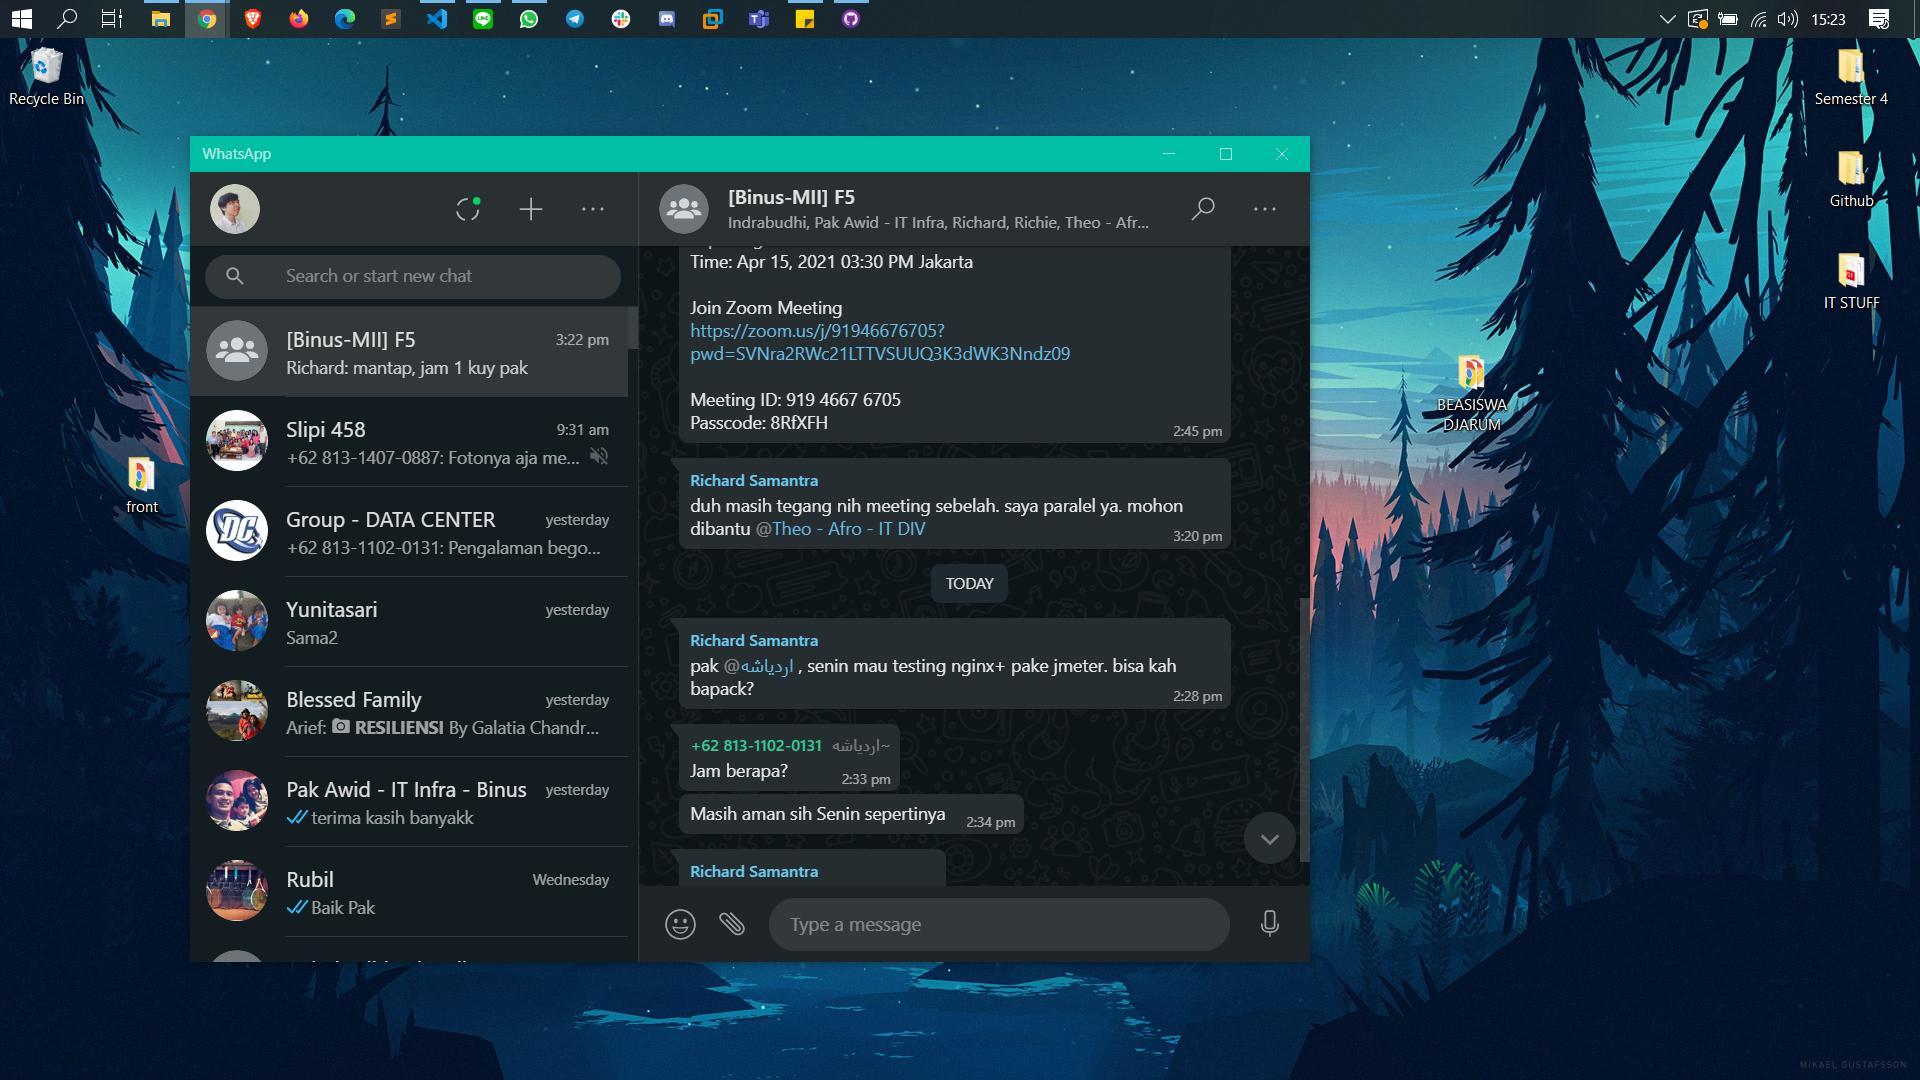 15:23
Recycle Bin
Semester 4
Github
IT STUFF
BEASISWA
DJARUM
front
WhatsApp
Search or start new chat
[Binus-MII] F5
3:22 pm
Richard: mantap, jam 1 kuy pak
Slipi 458
9:31 am
+62 813-1407-0887: Fotonya aja me...
Group - DATA CENTER
yesterday
+62 813-1102-0131: Pengalaman bego...
Yunitasari
yesterday
Sama2
Blessed Family
yesterday
Arief: RESILIENSI By Galatia Chandr...
Pak Awid - IT Infra - Binus
yesterday
terima kasih banyakk
Rubil
Wednesday
Baik Pak
[Binus-MII] F5
Indrabudhi, Pak Awid - IT Infra, Richard, Richie, Theo - Afr...
Time: Apr 15, 2021 03:30 PM Jakarta
Join Zoom Meeting
https://zoom.us/j/91946676705?
pwd=SVNra2RWc21LTTVSUUQ3K3dWK3Nndz09
Meeting ID: 919 4667 6705
Passcode: 8RfXFH
2:45 pm
Richard Samantra
duh masih tegang nih meeting sebelah. saya paralel ya. mohon
dibantu @Theo - Afro - IT DIV
3:20 pm
TODAY
Richard Samantra
pak @اردياشه , senin mau testing nginx+ pake jmeter. bisa kah
bapack?
2:28 pm
+62 813-1102-0131 ~اردياشه
Jam berapa?
2:33 pm
Masih aman sih Senin sepertinya
2:34 pm
Richard Samantra
Type a message
MIKAEL GUSTAFSSON